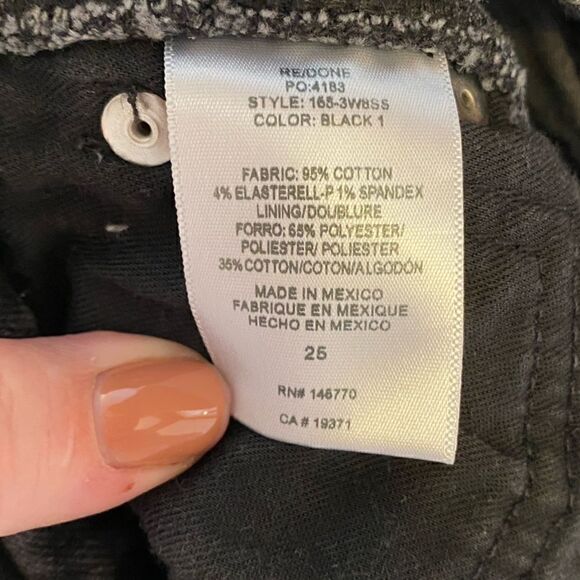 RE/DONE
PO:4183
STYLE: 165-3W8SS
COLOR: BLACK 1
FABRIC: 95% COTTON
4% ELASTERELL-P 1% SPANDEX
LINING/DOUBLURE
FORRO: 65% POLYESTER/
POLIESTER/ POLIESTER
35% COTTON/COTON/ALGODÓN
MADE IN MEXICO
FABRIQUE EN MEXIQUE
HECHO EN MEXICO
25
RN# 146770
CA # 19371